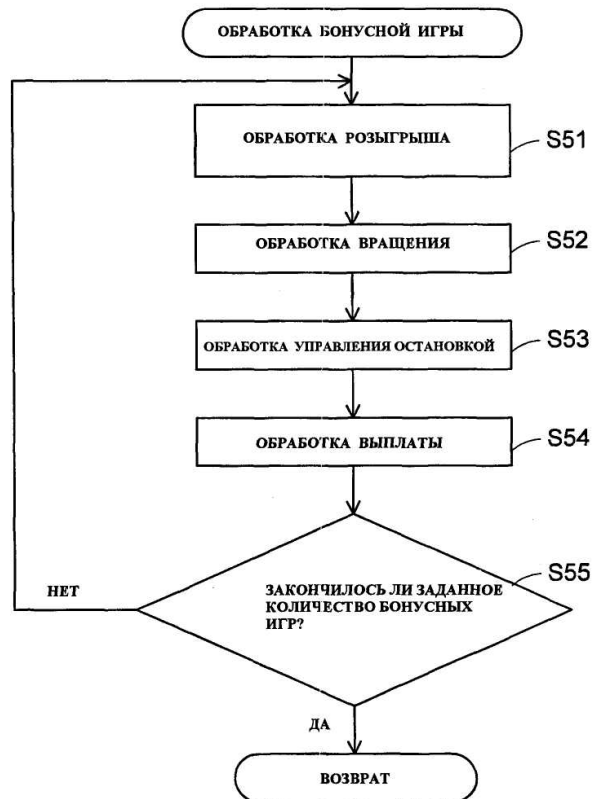 ОБРАБОТКА БОНУСНОЙ ИГРЫ
ОБРАБОТКА РОЗЫГРЫША
S51
ОБРАБОТКА ВРАЩЕНИЯ
S52
ОБРАБОТКА УПРАВЛЕНИЯ ОСТАНОВКОЙ
S53
ОБРАБОТКА ВЫПЛАТЫ
S54
ЗАКОНЧИЛОСЬ ЛИ ЗАДАННОЕ
КОЛИЧЕСТВО БОНУСНЫХ
ИГР?
S55
НЕТ
ДА
ВОЗВРАТ